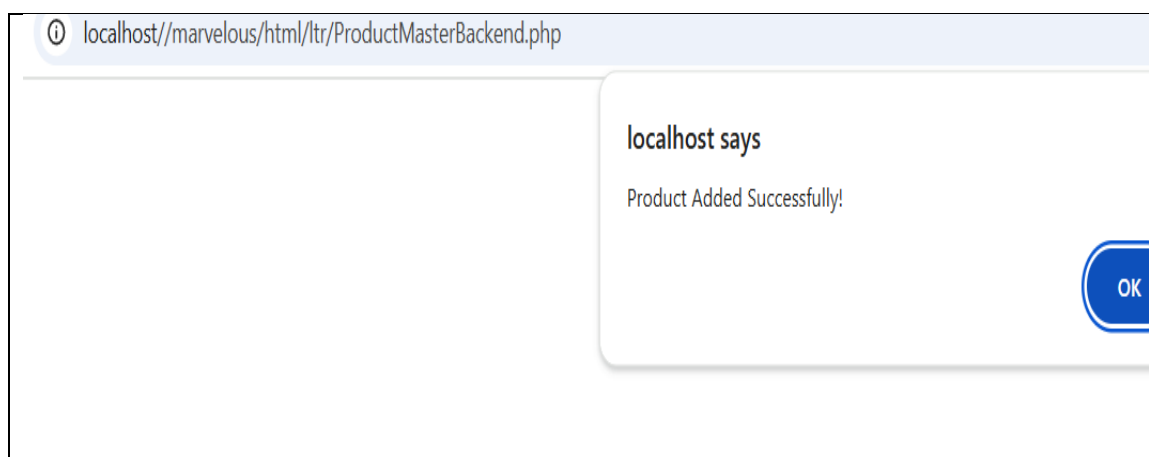 localhost//marvelous/html/ltr/ProductMasterBackend.php
localhost says
Product Added Successfully!
OK